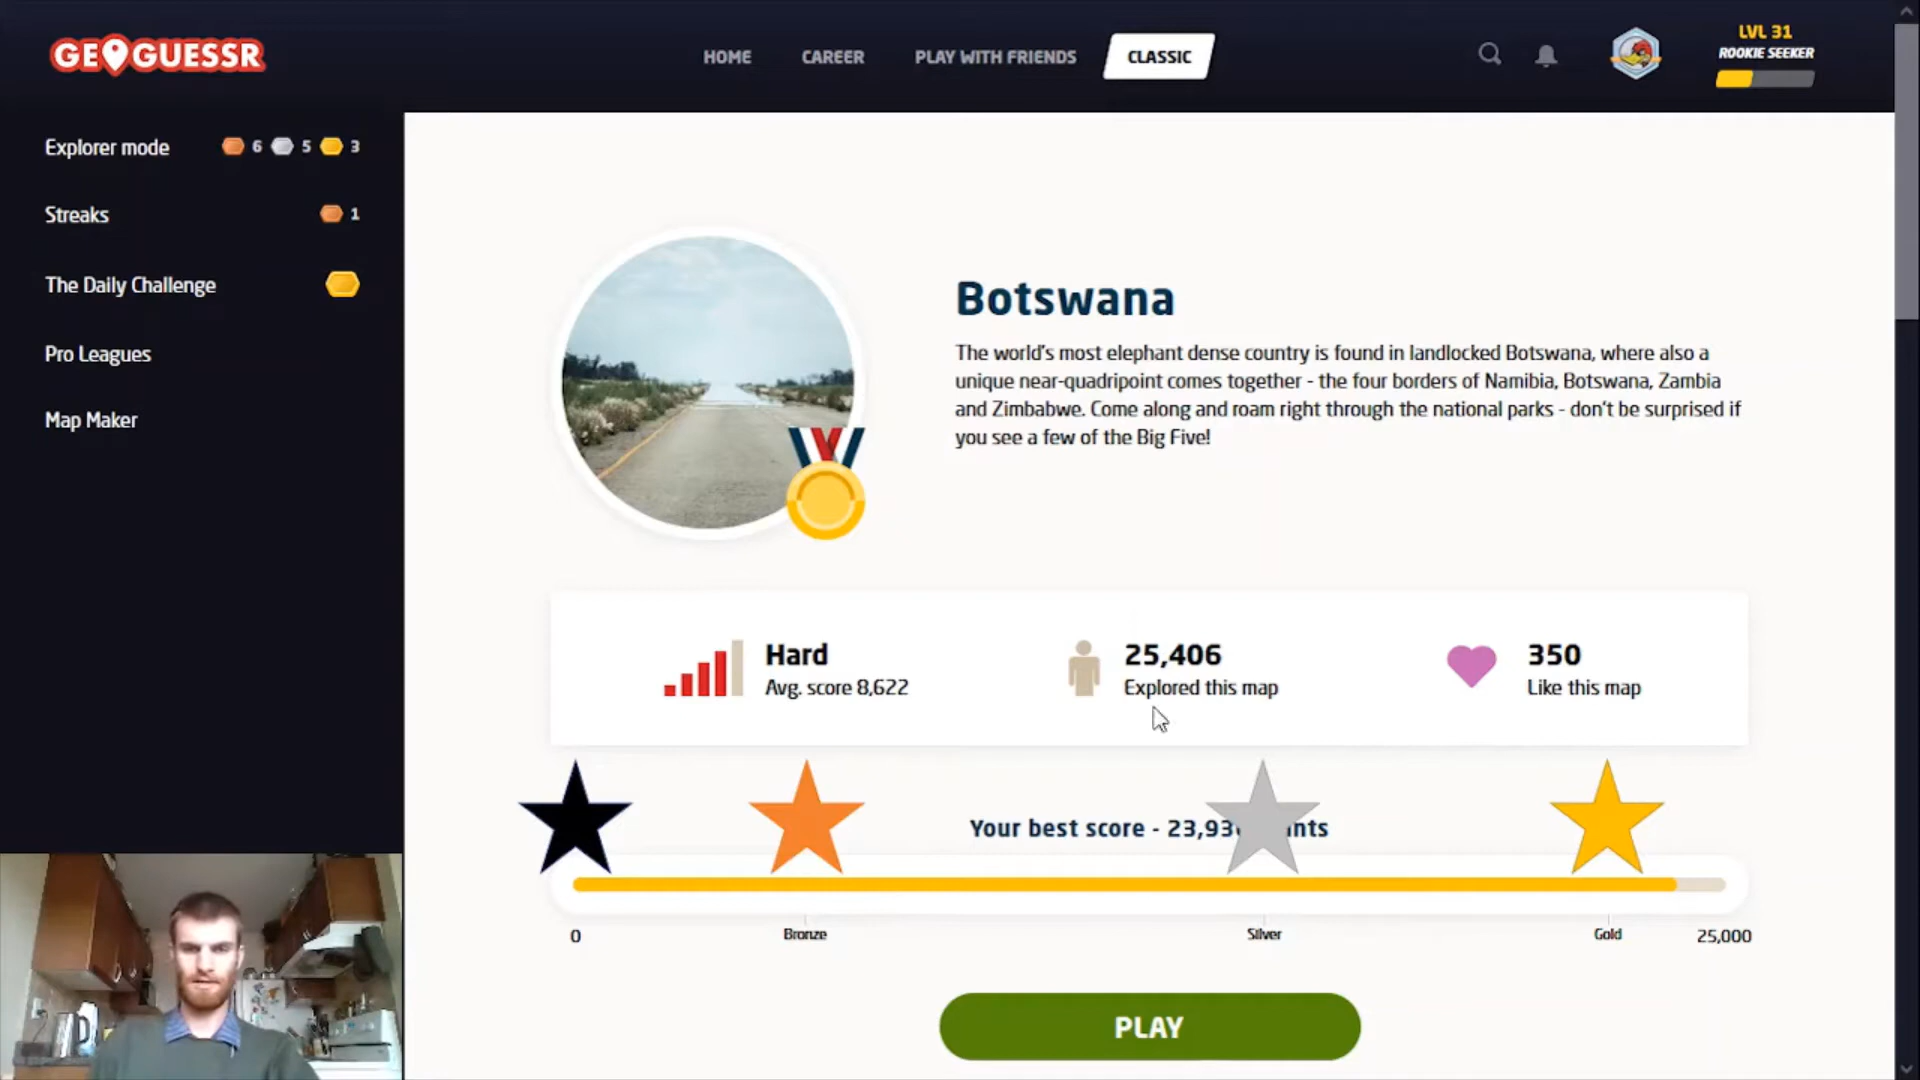 GEOGUESSR
HOME
CAREER
PLAY WITH FRIENDS
CLASSIC
LVL 31
ROOKIE SEEKER
Explorer mode 6 5 3
Streaks 1
The Daily Challenge
Pro Leagues
Map Maker
Botswana
The world's most elephant dense country is found in landlocked Botswana, where also a
unique near-quadripoint comes together - the four borders of Namibia, Botswana, Zambia
and Zimbabwe. Come along and roam right through the national parks - don't be surprised if
you see a few of the Big Five!
Hard
Avg. score 8,622
25,406
Explored this map
350
Like this map
Your best score -
0
Bronze
Silver
Gold
25,000
PLAY